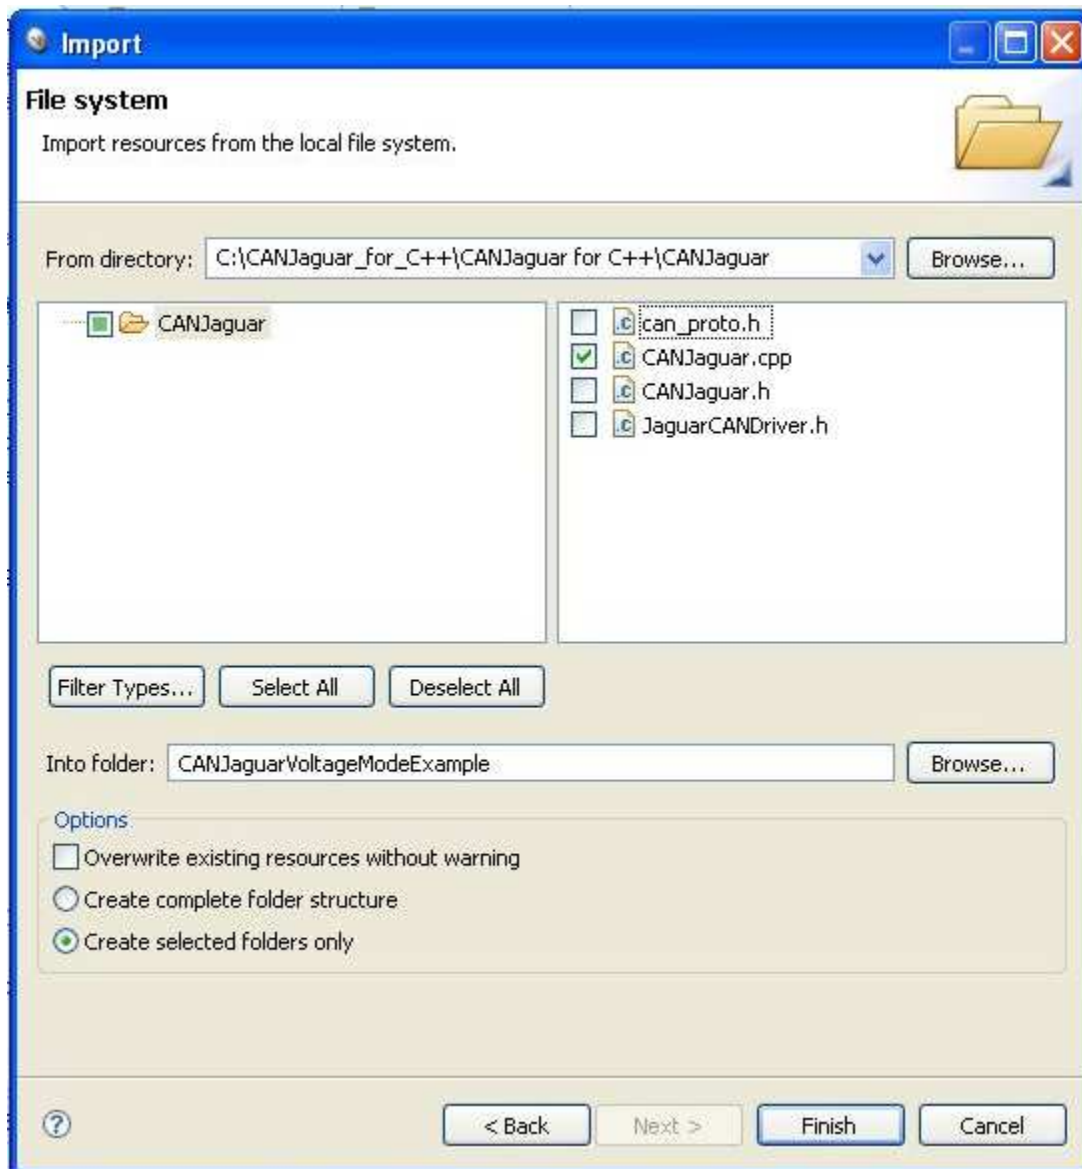 Import
File system
Import resources from the local file system.
From directory: C:\CANJaguar_for_C++\CANJaguar for C++\CANJaguar Browse...
CANJaguar
can_proto.h
CANJaguar.cpp
CANJaguar.h
JaguarCANDriver.h
Filter Types... Select All Deselect All
Into folder: CANJaguarVoltageModeExample Browse...
Options
Overwrite existing resources without warning
Create complete folder structure
Create selected folders only
? < Back Next > Finish Cancel